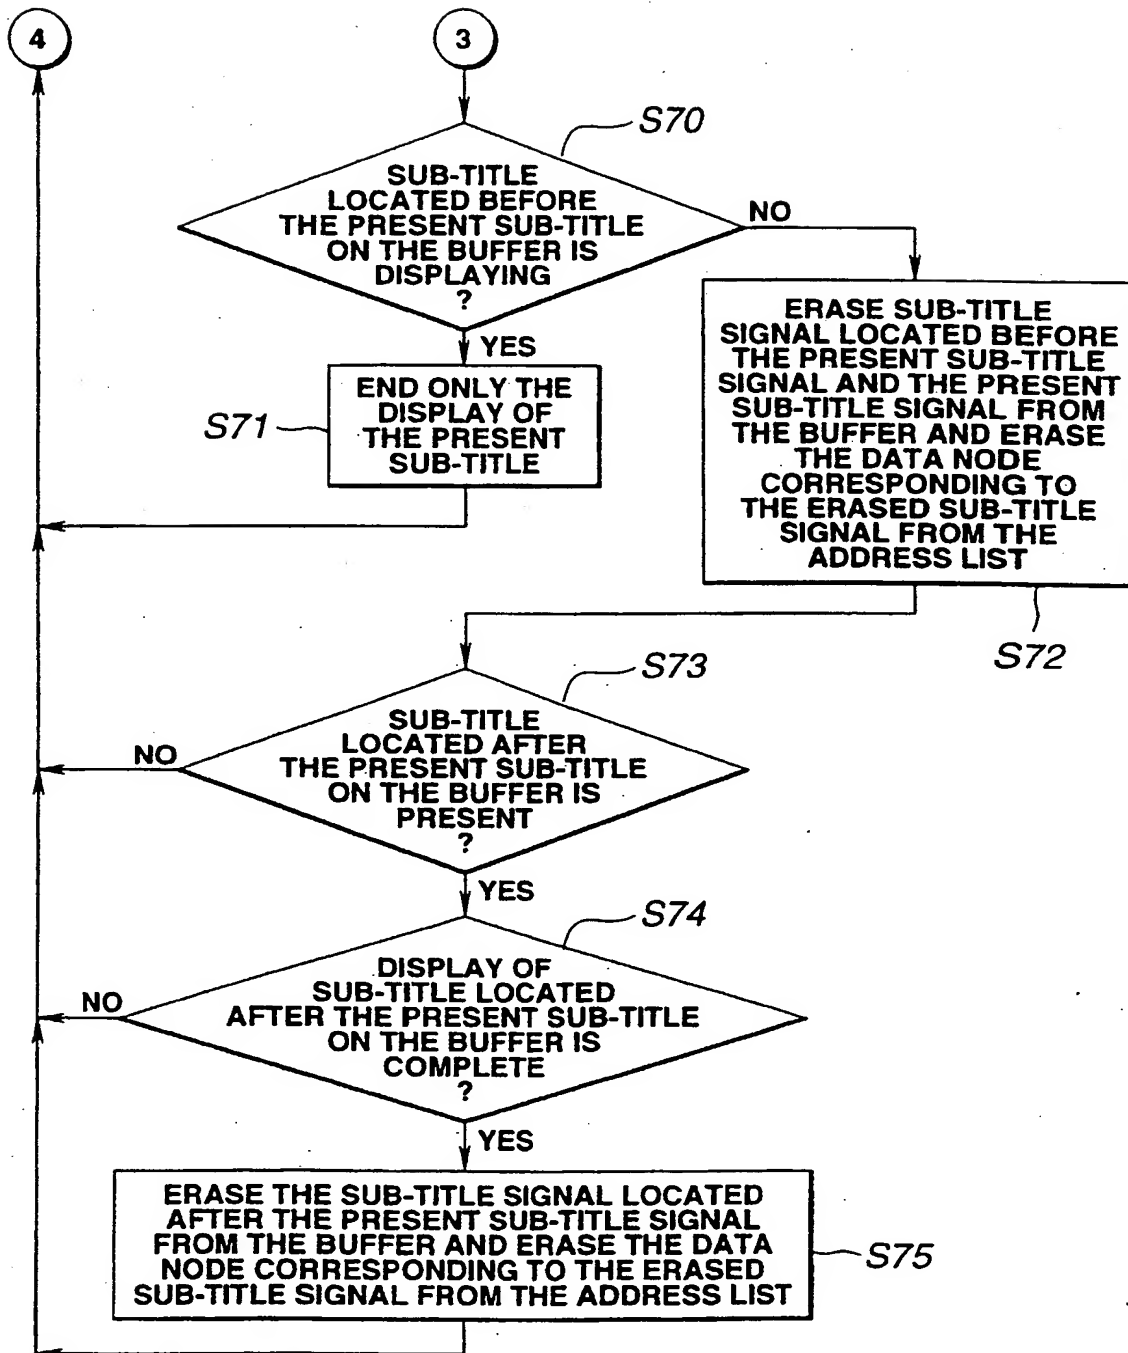 4
3
S70
SUB-TITLE
LOCATED BEFORE
THE PRESENT SUB-TITLE
ON THE BUFFER IS
DISPLAYING
?
NO
YES
END ONLY THE
DISPLAY OF
THE PRESENT
SUB-TITLE
S71
ERASE SUB-TITLE
SIGNAL LOCATED BEFORE
THE PRESENT SUB-TITLE
SIGNAL AND THE PRESENT
SUB-TITLE SIGNAL FROM
THE BUFFER AND ERASE
THE DATA NODE
CORRESPONDING TO
THE ERASED SUB-TITLE
SIGNAL FROM THE
ADDRESS LIST
S72
S73
SUB-TITLE
LOCATED AFTER
THE PRESENT SUB-TITLE
ON THE BUFFER IS
PRESENT
?
NO
YES
S74
DISPLAY OF
SUB-TITLE LOCATED
AFTER THE PRESENT SUB-TITLE
ON THE BUFFER IS
COMPLETE
?
NO
YES
ERASE THE SUB-TITLE SIGNAL LOCATED
AFTER THE PRESENT SUB-TITLE SIGNAL
FROM THE BUFFER AND ERASE THE DATA
NODE CORRESPONDING TO THE ERASED
SUB-TITLE SIGNAL FROM THE ADDRESS LIST
S75